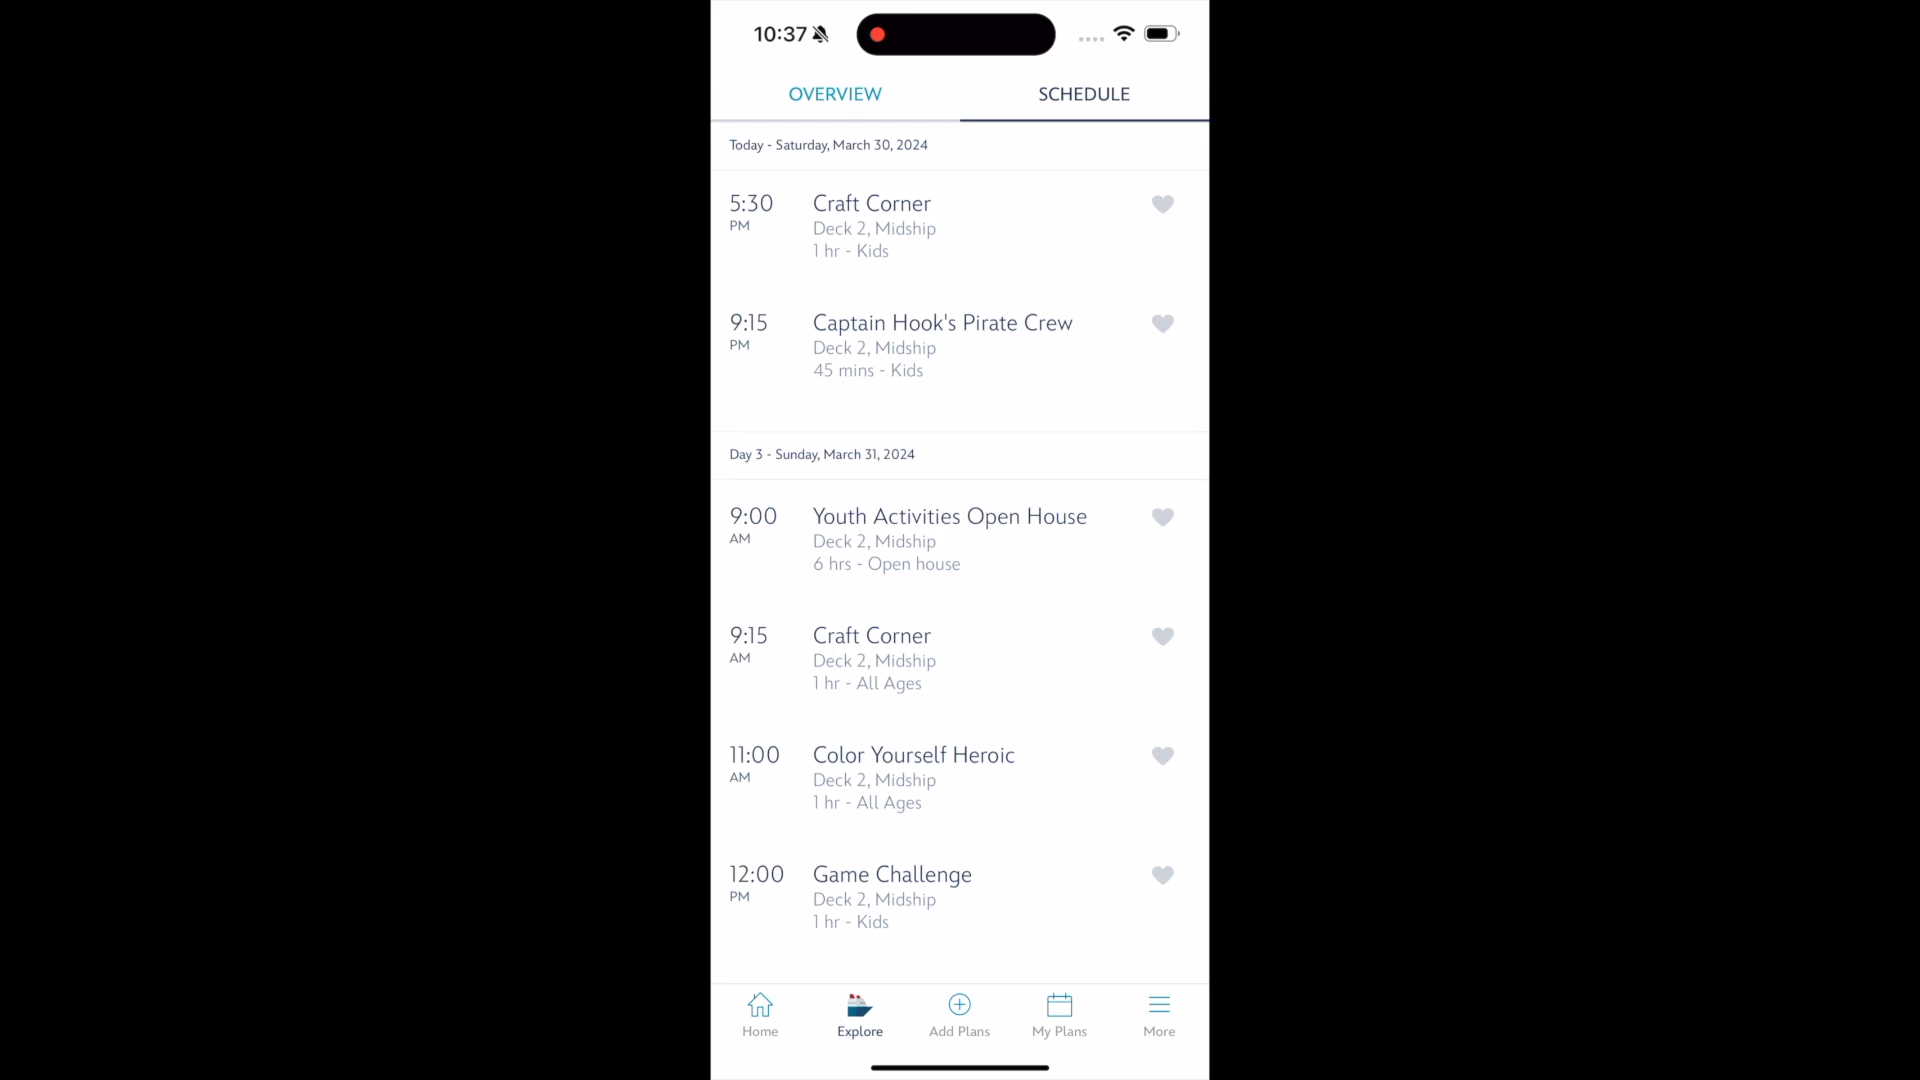 10:37
OVERVIEW
SCHEDULE
Today - Saturday, March 30, 2024
5:30 PM
Craft Corner
Deck 2, Midship
1 hr - Kids
9:15 PM
Captain Hook's Pirate Crew
Deck 2, Midship
45 mins - Kids
Day 3 - Sunday, March 31, 2024
9:00 AM
Youth Activities Open House
Deck 2, Midship
6 hrs - Open house
9:15 AM
Craft Corner
Deck 2, Midship
1 hr - All Ages
11:00 AM
Color Yourself Heroic
Deck 2, Midship
1 hr - All Ages
12:00 PM
Game Challenge
Deck 2, Midship
1 hr - Kids
Home
Explore
Add Plans
My Plans
More